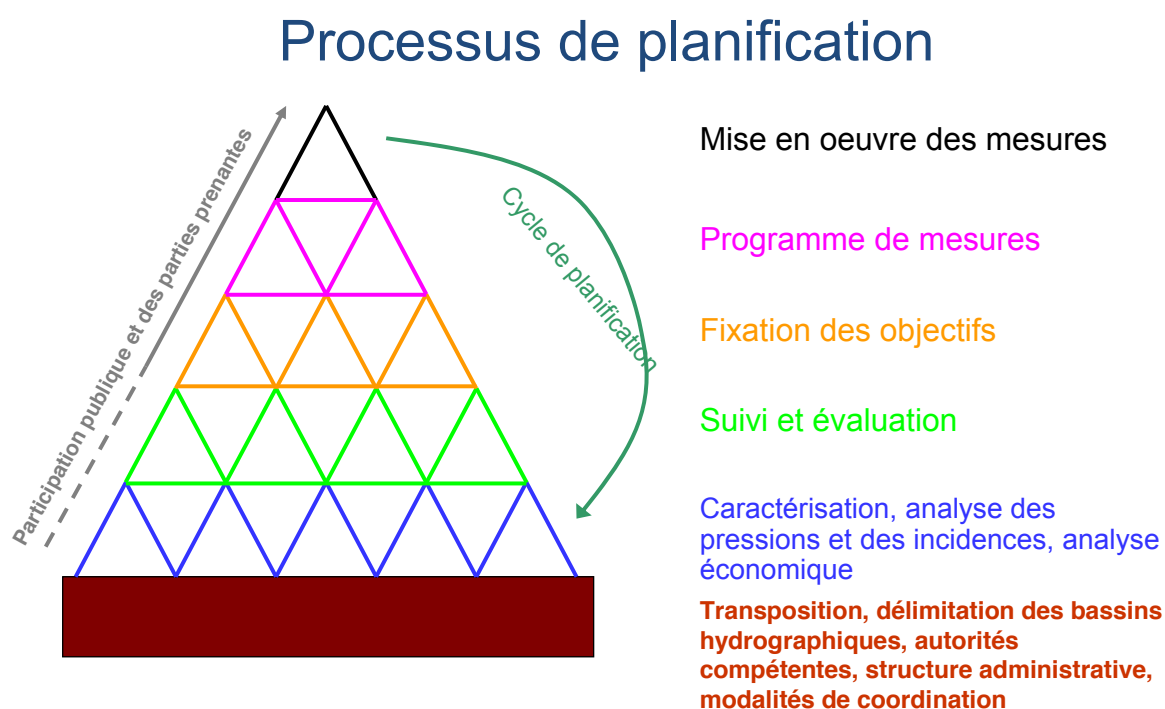 Processus de planification
Participation publique et des parties prenantes
Cycle de planification
Mise en oeuvre des mesures
Programme de mesures
Fixation des objectifs
Suivi et évaluation
Caractérisation, analyse des
pressions et des incidences, analyse
économique
Transposition, délimitation des bassins
hydrographiques, autorités
compétentes, structure administrative,
modalités de coordination